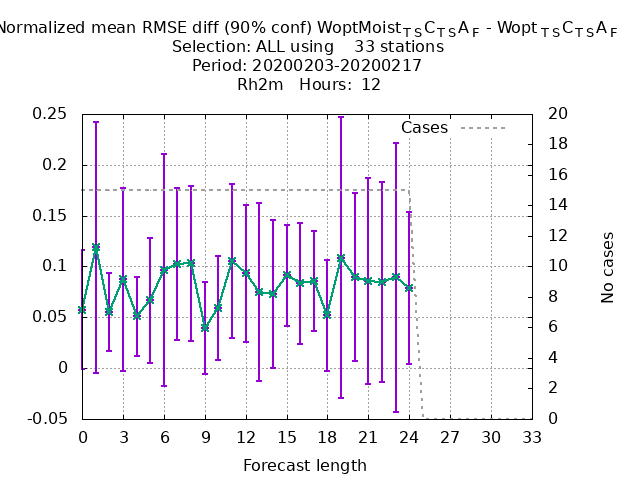 Normalized mean RMSE diff (90% conf) WoptMoist_TSC_TSA_F - Wopt_TSC_TSA_F
Selection: ALL using 33 stations
Period: 20200203-20200217
Rh2m Hours: 12
Cases
0.25
0.2
0.15
0.1
0.05
0
-0.05
20
18
16
14
12
10
8
6
4
2
0
No cases
0 3 6 9 12 15 18 21 24 27 30 33
Forecast length